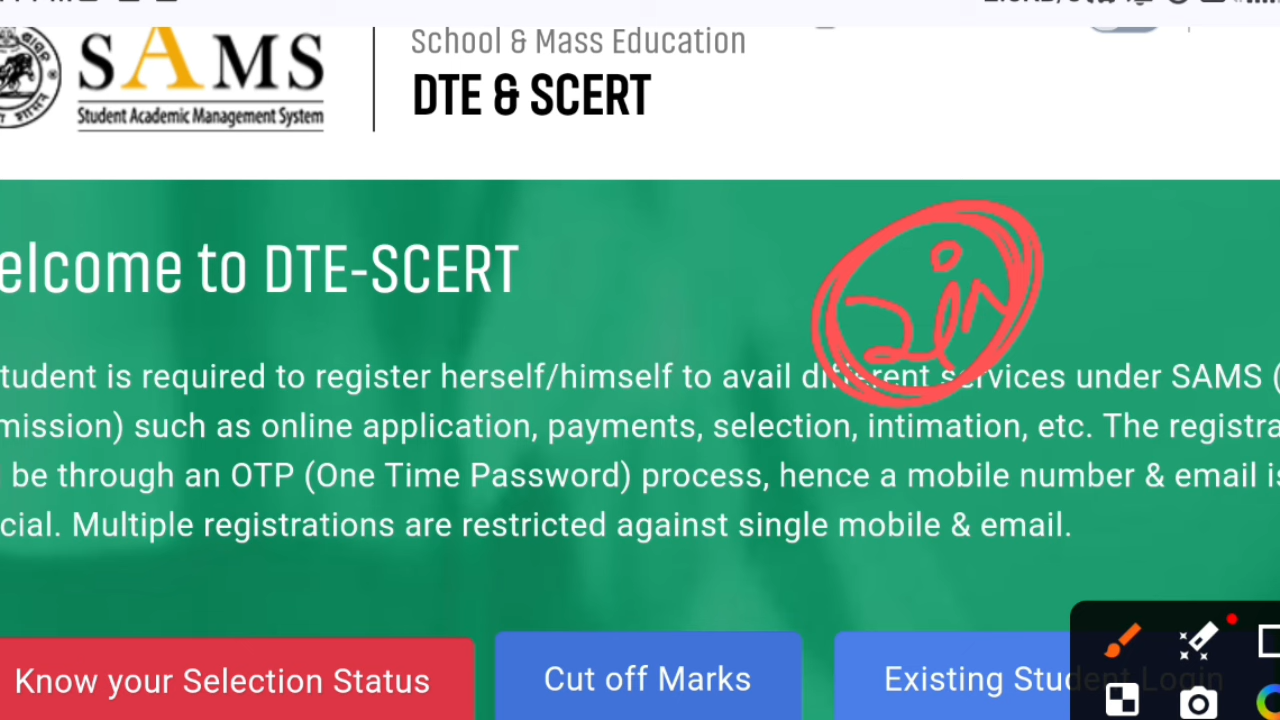 SAMS
Student Academic Management System
School & Mass Education
DTE & SCERT
elcome to DTE-SCERT
tudent is required to register herself/himself to avail different services under SAMS (
mission) such as online application, payments, selection, intimation, etc. The registra
be through an OTP (One Time Password) process, hence a mobile number & email is
cial. Multiple registrations are restricted against single mobile & email.
Know your Selection Status
Cut off Marks
Existing Student Login